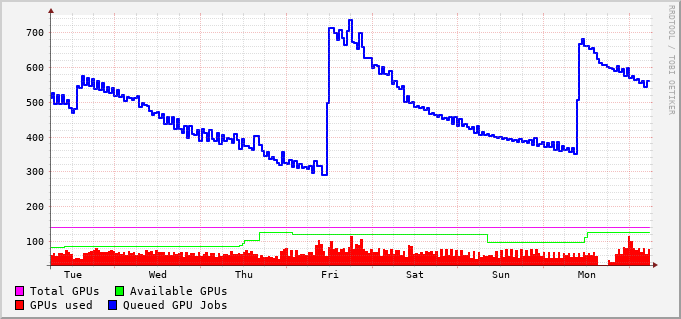 RRDTOOL / TOBI OETIKER
700
600
500
400
300
200
100
Tue Wed Thu Fri Sat Sun Mon
Total GPUs Available GPUs
GPUs used Queued GPU Jobs